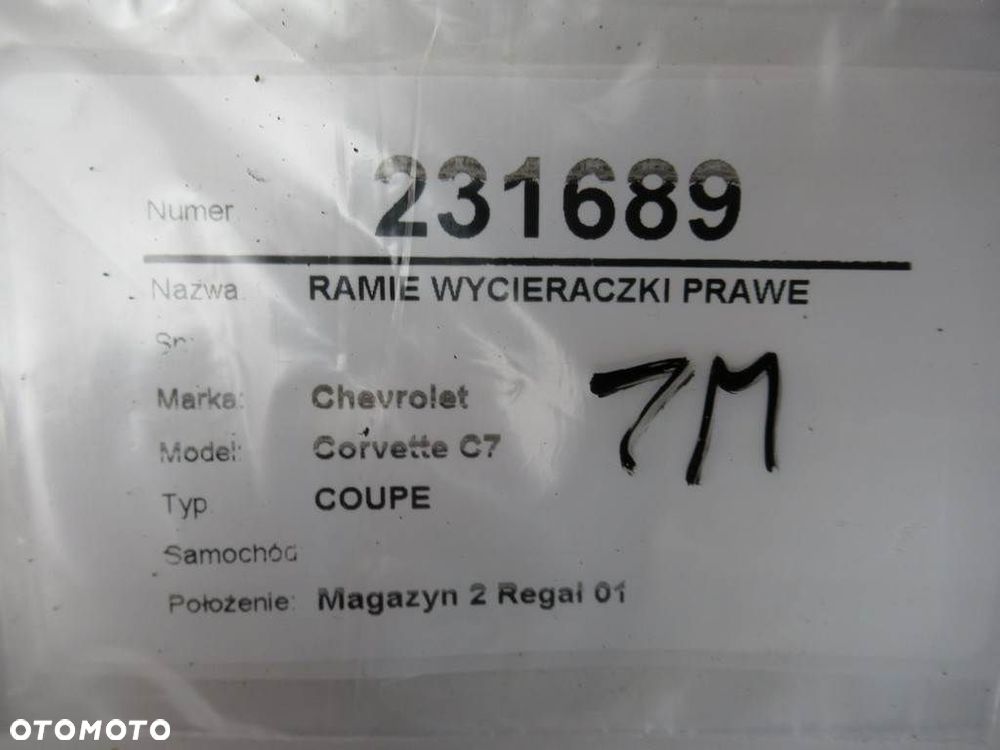 Numer 231689
Nazwa RAMIE WYCIERACZKI PRAWE
Sn:
Marka: Chevrolet
7M
Model: Corvette C7
Typ COUPE
Samochód
Położenie: Magazyn 2 Regał 01
OTOMOTO